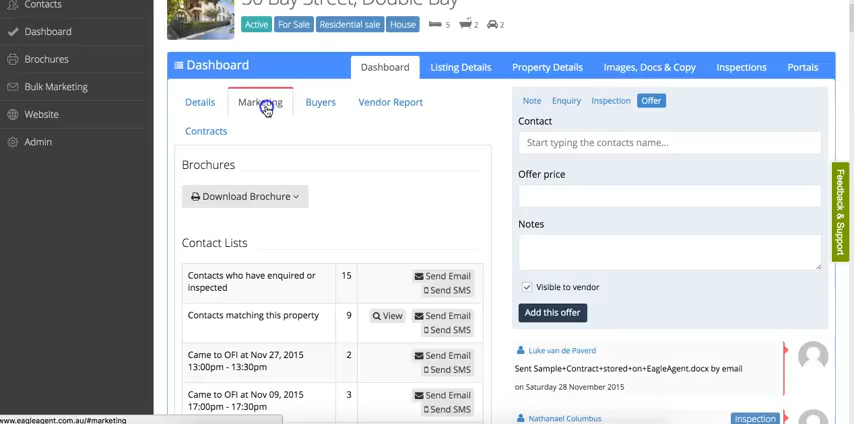 Contacts
Dashboard
Brochures
Bulk Marketing
Website
Admin
50 Bay Street, Double Bay
Active For Sale Residential sale House 5 2 2
Dashboard
Dashboard Listing Details Property Details Images, Docs & Copy Inspections Portals
Details Marketing Buyers Vendor Report
Contracts
Brochures
Download Brochure
Contact Lists
Contacts who have enquired or inspected 15 Send Email
Send SMS
Contacts matching this property 9 View Send Email
Send SMS
Came to OFI at Nov 27, 2015 2 Send Email
13:00pm - 13:30pm Send SMS
Came to OFI at Nov 09, 2015 3 Send Email
17:00pm - 17:30pm Send SMS
Note Enquiry Inspection Offer
Contact
Start typing the contacts name...
Offer price
Notes
Visible to vendor
Add this offer
Luke van de Paverd
Sent Sample+Contract+stored+on+EagleAgent.docx by email
on Saturday 28 November 2015
Nathanael Columbus Inspection
Feedback & Support
www.eagleagent.com.au/#marketing